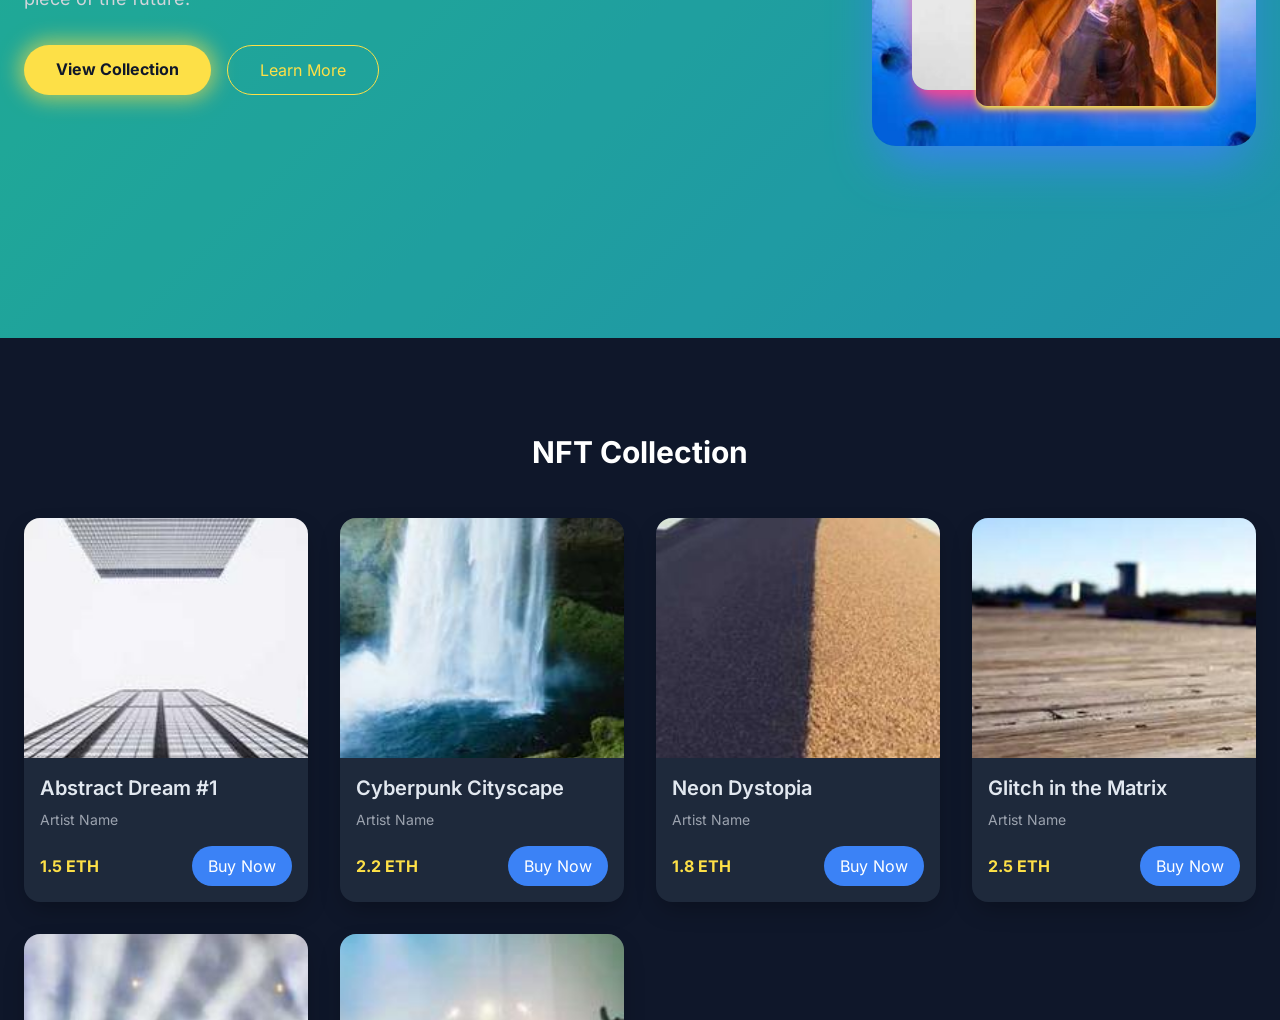 piece of the future.
View Collection
Learn More
NFT Collection
Abstract Dream #1
Artist Name
1.5 ETH
Buy Now
Cyberpunk Cityscape
Artist Name
2.2 ETH
Buy Now
Neon Dystopia
Artist Name
1.8 ETH
Buy Now
Glitch in the Matrix
Artist Name
2.5 ETH
Buy Now